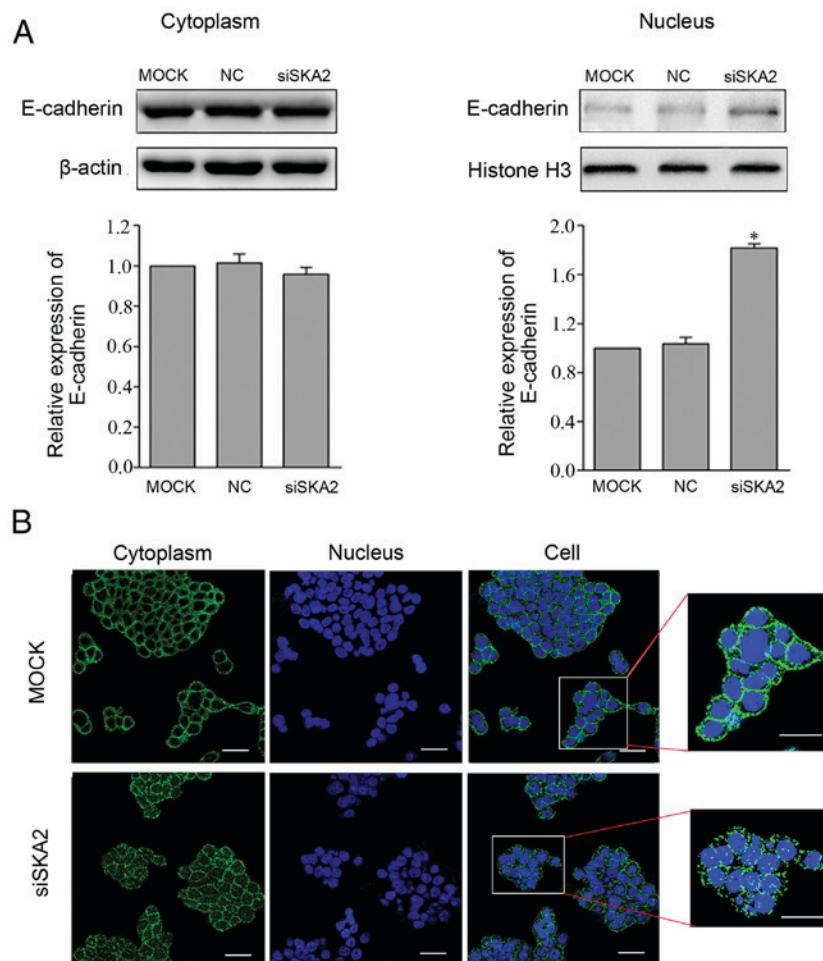 A
Cytoplasm
MOCK NC siSKA2
E-cadherin
β-actin
Relative expression of
E-cadherin
1.2
1.0
0.8
0.6
0.4
0.2
0.0
MOCK NC siSKA2
Nucleus
MOCK NC siSKA2
E-cadherin
Histone H3
Relative expression of
E-cadherin
2.0
1.6
1.2
0.8
0.4
0.0
*
MOCK NC siSKA2
B
Cytoplasm Nucleus Cell
MOCK
siSKA2